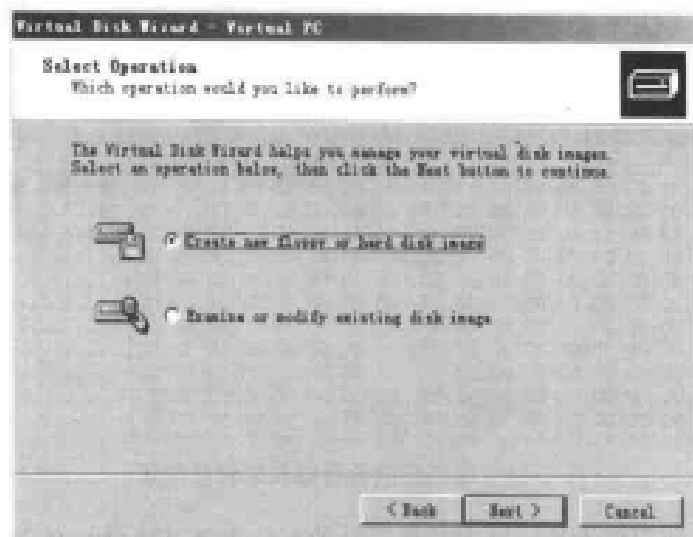 Virtual Disk Wizard - Virtual PC
Select Operation
Which operation would you like to perform?
The Virtual Disk Wizard helps you manage your virtual disk images.
Select an operation below, then click the Next button to continue.
Create new floppy or hard disk image
Examine or modify existing disk image
< Back
Next >
Cancel